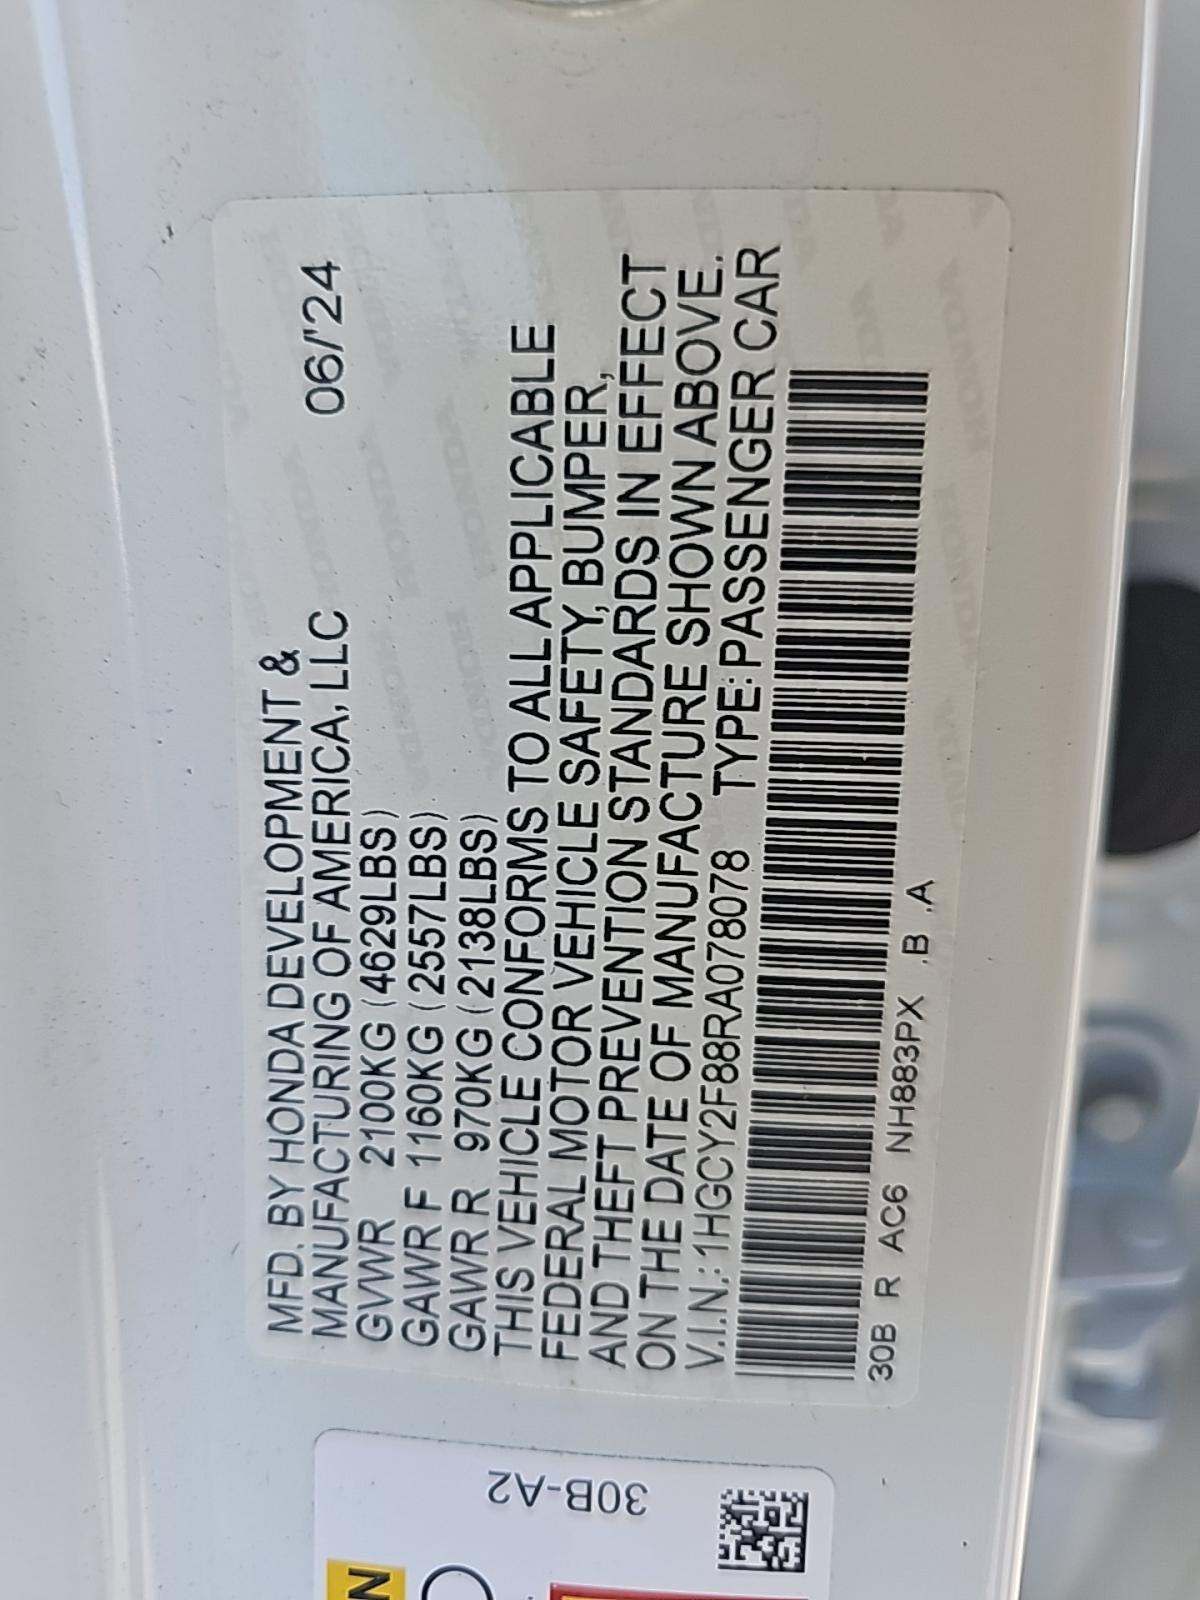 MFD. BY HONDA DEVELOPMENT &
MANUFACTURING OF AMERICA, LLC 06/'24
GVWR 2100KG (4629LBS)
GAWR F 1160KG (2557LBS)
GAWR R 970KG (2138LBS)
THIS VEHICLE CONFORMS TO ALL APPLICABLE
FEDERAL MOTOR VEHICLE SAFETY, BUMPER,
AND THEFT PREVENTION STANDARDS IN EFFECT
ON THE DATE OF MANUFACTURE SHOWN ABOVE.
V.I.N.: 1HGCY2F88RA078078 TYPE: PASSENGER CAR
30B R AC6 NH883PX .B .A
30B-A2